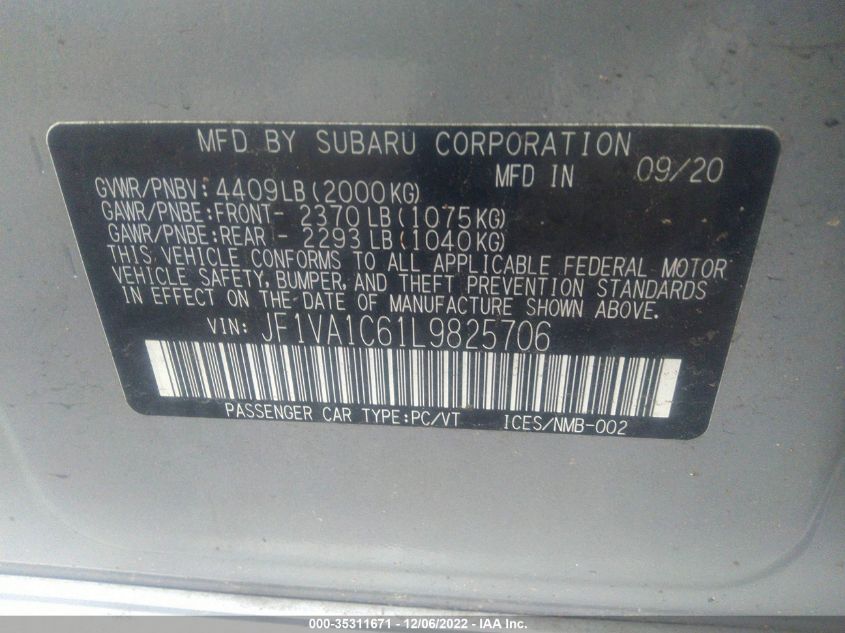 MFD BY SUBARU CORPORATION
MFD IN 09/20
GVWR/PNBV: 4409LB(2000KG)
GAWR/PNBE:FRONT- 2370LB(1075KG)
GAWR/PNBE:REAR - 2293LB(1040KG)
THIS VEHICLE CONFORMS TO ALL APPLICABLE FEDERAL MOTOR
VEHICLE SAFETY, BUMPER, AND THEFT PREVENTION STANDARDS
IN EFFECT ON THE DATE OF MANUFACTURE SHOWN ABOVE.
VIN: JF1VA1C61L9825706
PASSENGER CAR TYPE:PC/VT ICES/NMB-002
000-35311671 - 12/06/2022 - IAA Inc.